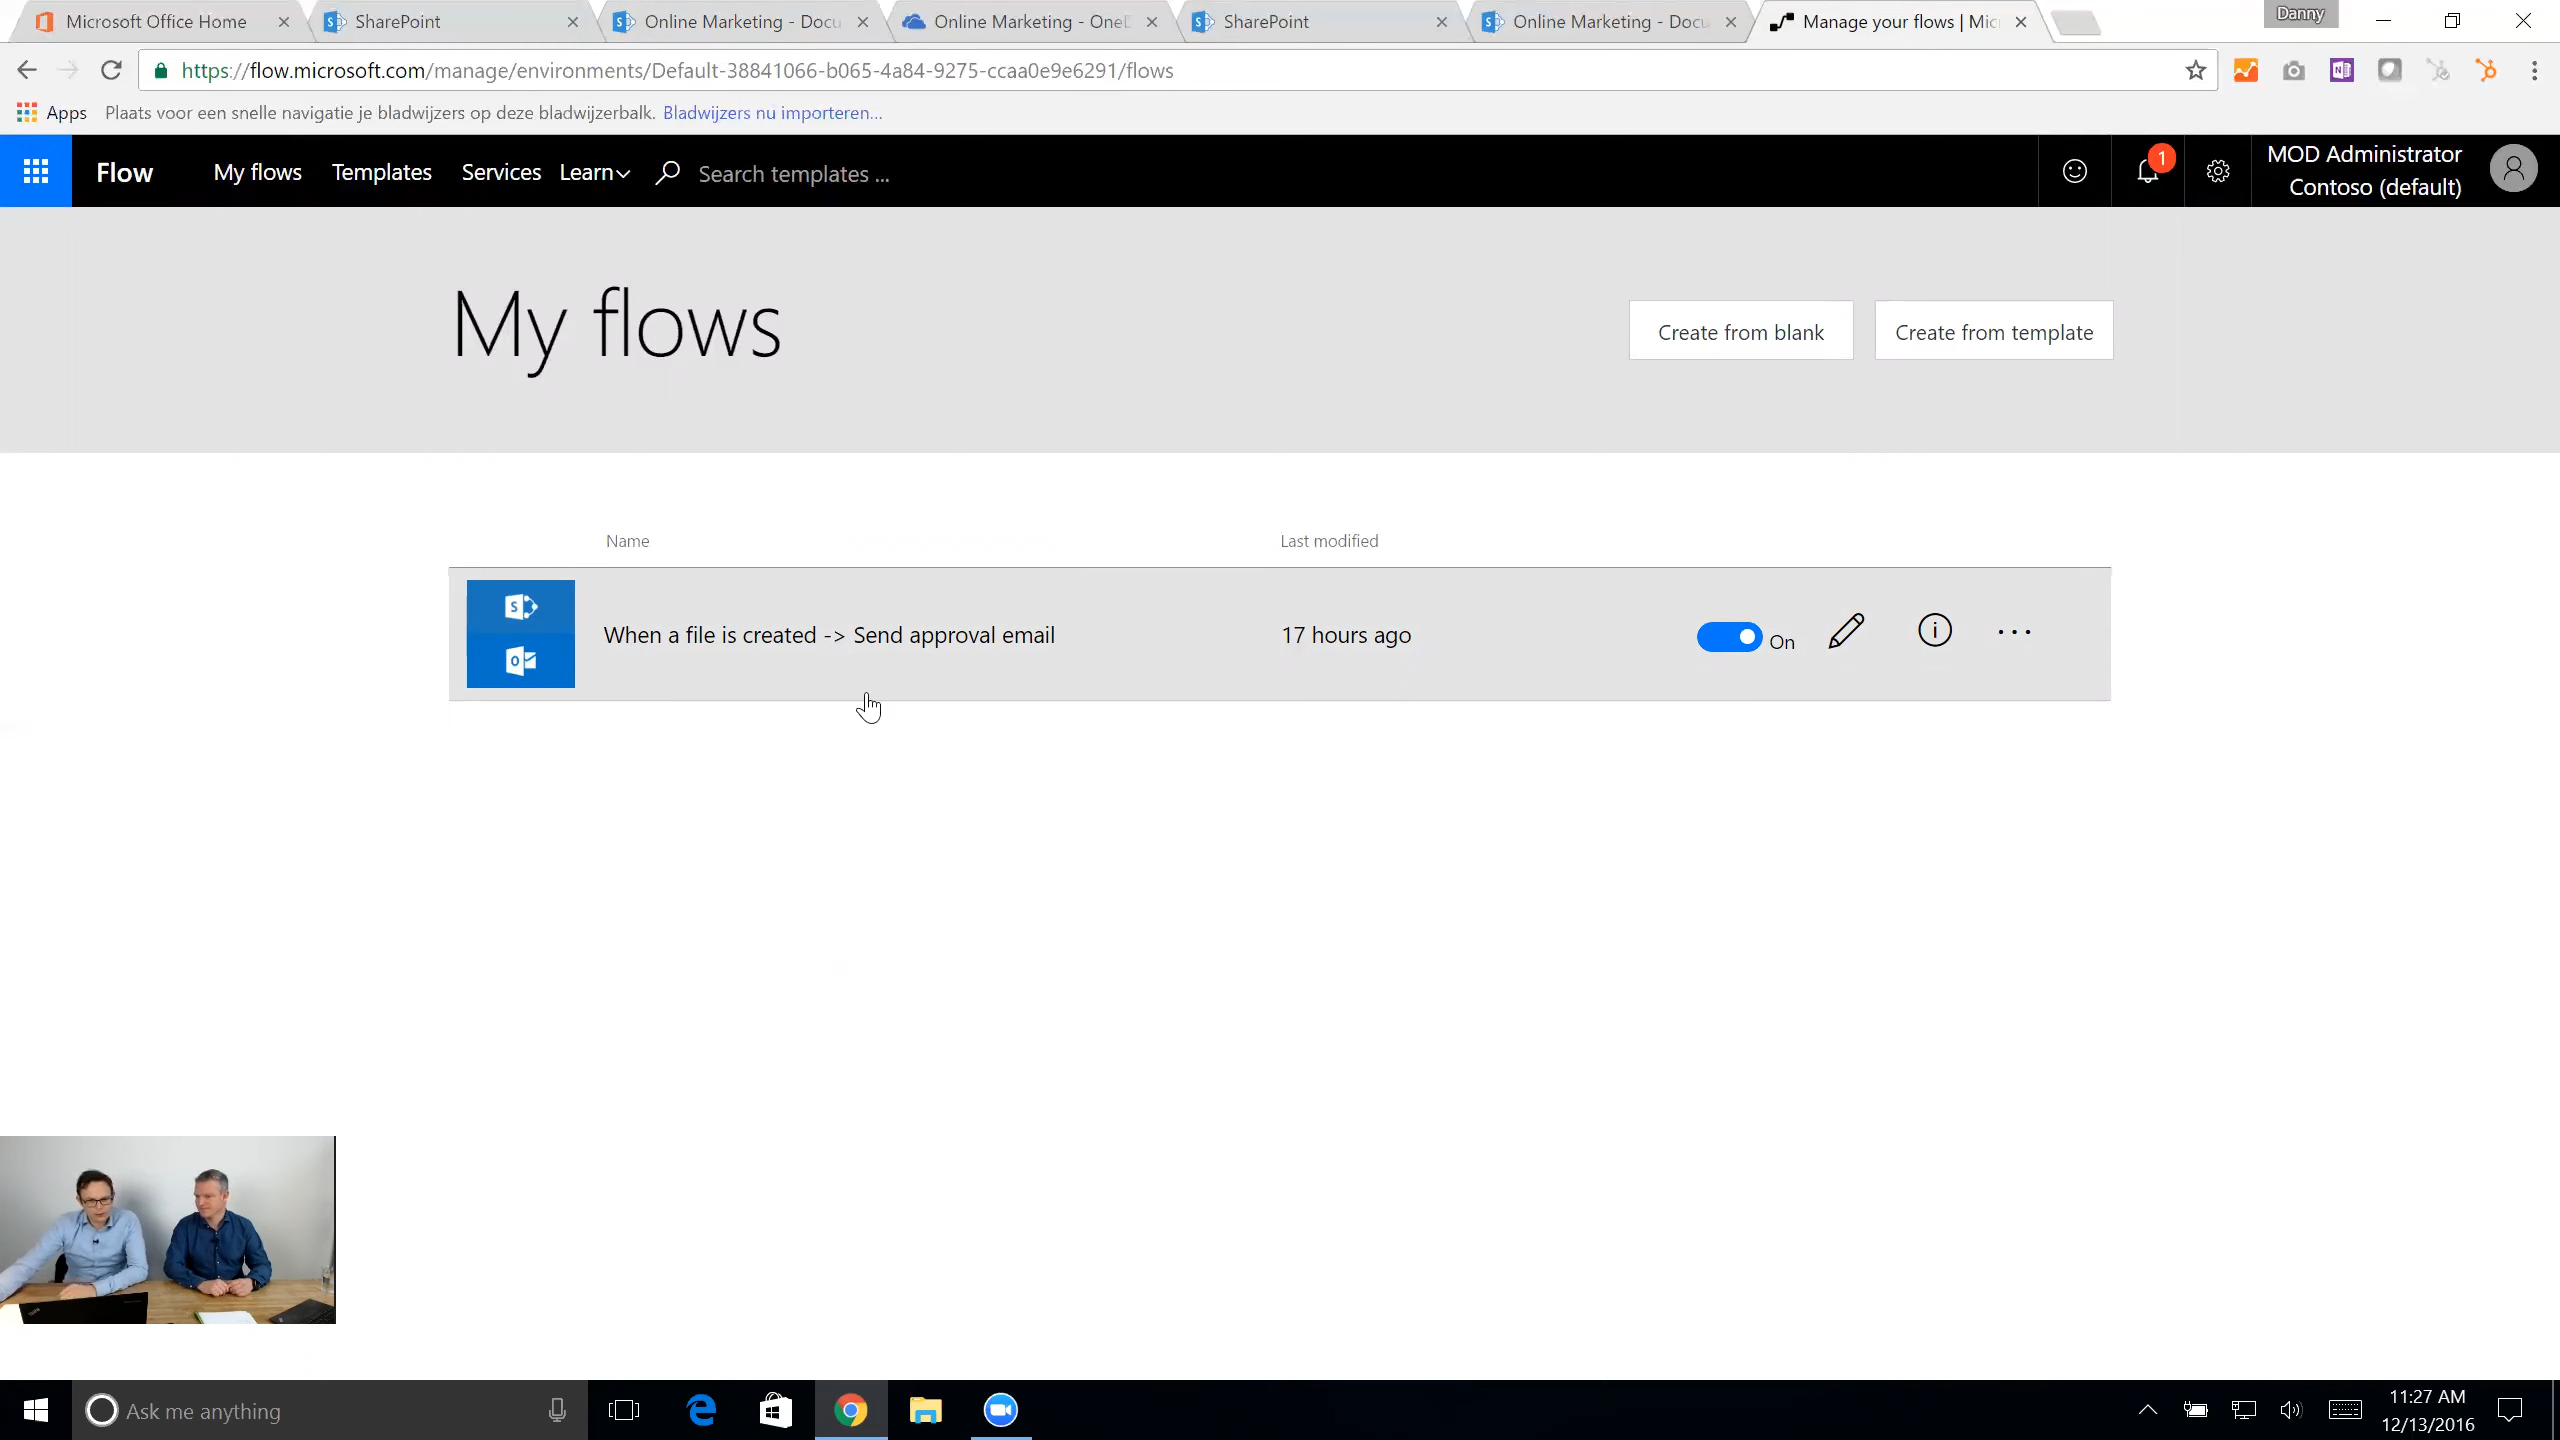 Microsoft Office Home
SharePoint
Online Marketing - Docu
Online Marketing - OneD
SharePoint
Online Marketing - Docu
Manage your flows | Mic
Danny
https://flow.microsoft.com/manage/environments/Default-38841066-b065-4a84-9275-ccaa0e9e6291/flows
Apps Plaats voor een snelle navigatie je bladwijzers op deze bladwijzerbalk. Bladwijzers nu importeren...
Flow My flows Templates Services Learn Search templates ...
1
MOD Administrator
Contoso (default)
My flows
Create from blank
Create from template
Name Last modified
When a file is created -> Send approval email 17 hours ago On
Ask me anything
11:27 AM
12/13/2016